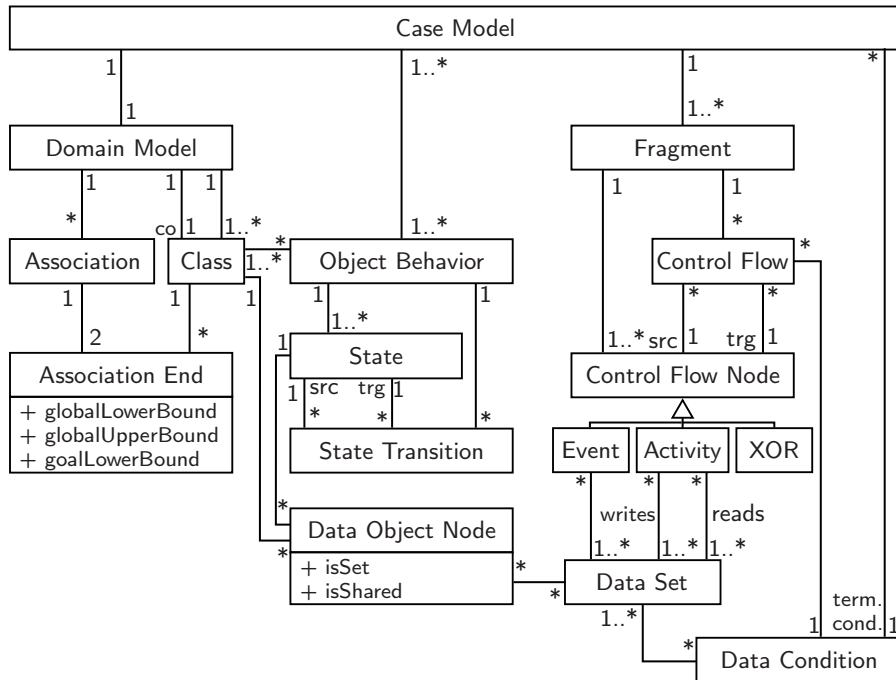 Case Model
1 1..* 1 *
1 1..*
Domain Model Fragment
1 1 1 1 1
* co 1 1..* * 1..* * *
Association Class 1..* Object Behavior Control Flow
1 1 1 1 1 * *
2 * 1..* 1..* src 1 trg 1
1 State
Association End Control Flow Node
1 src trg 1
+ globalLowerBound * * *
+ globalUpperBound State Transition Event Activity XOR
+ goalLowerBound
* * *
* writes reads
Data Object Node
* 1..* 1..* 1..*
+ isSet * Data Set
+ isShared * term.
1..* 1 cond. 1
* Data Condition